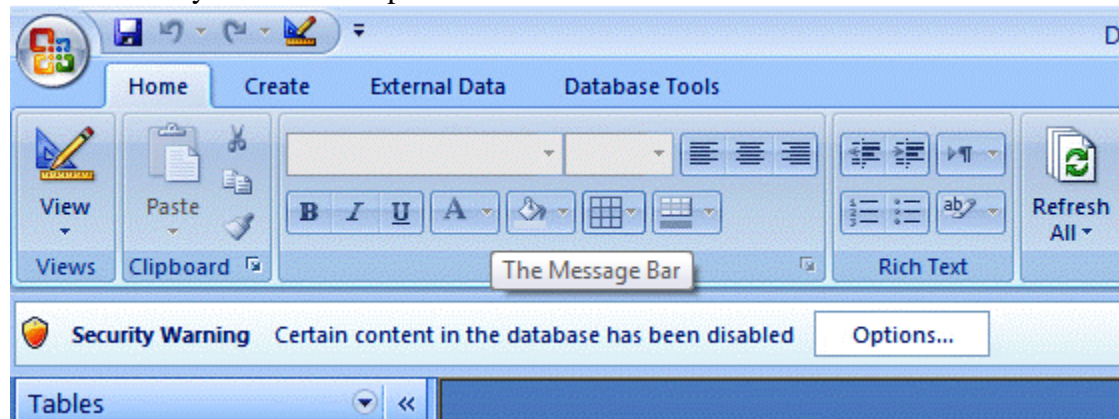 D
Home Create External Data Database Tools
View Paste B I U A ab Refresh All
Views Clipboard The Message Bar Rich Text
Security Warning Certain content in the database has been disabled Options...
Tables